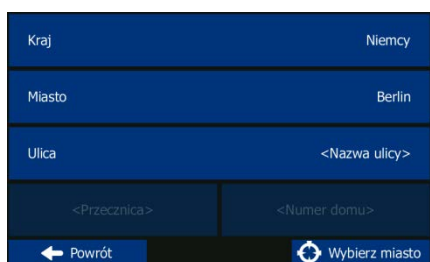 Kraj Niemcy
Miasto Berlin
Ulica <Nazwa ulicy>
<Przecznica> <Numer domu>
Powrót Wybierz miasto